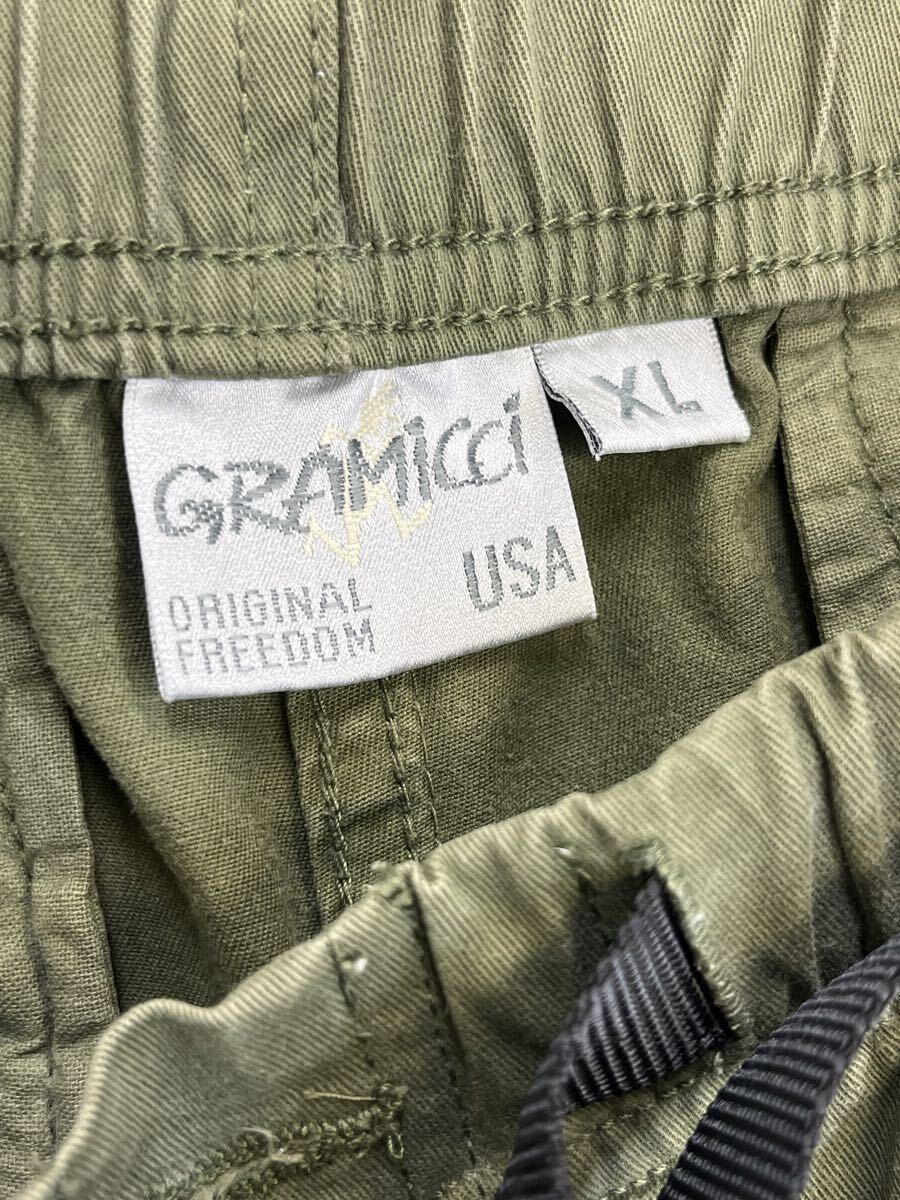 GRAMICCi
ORIGINAL
FREEDOM
USA
XL